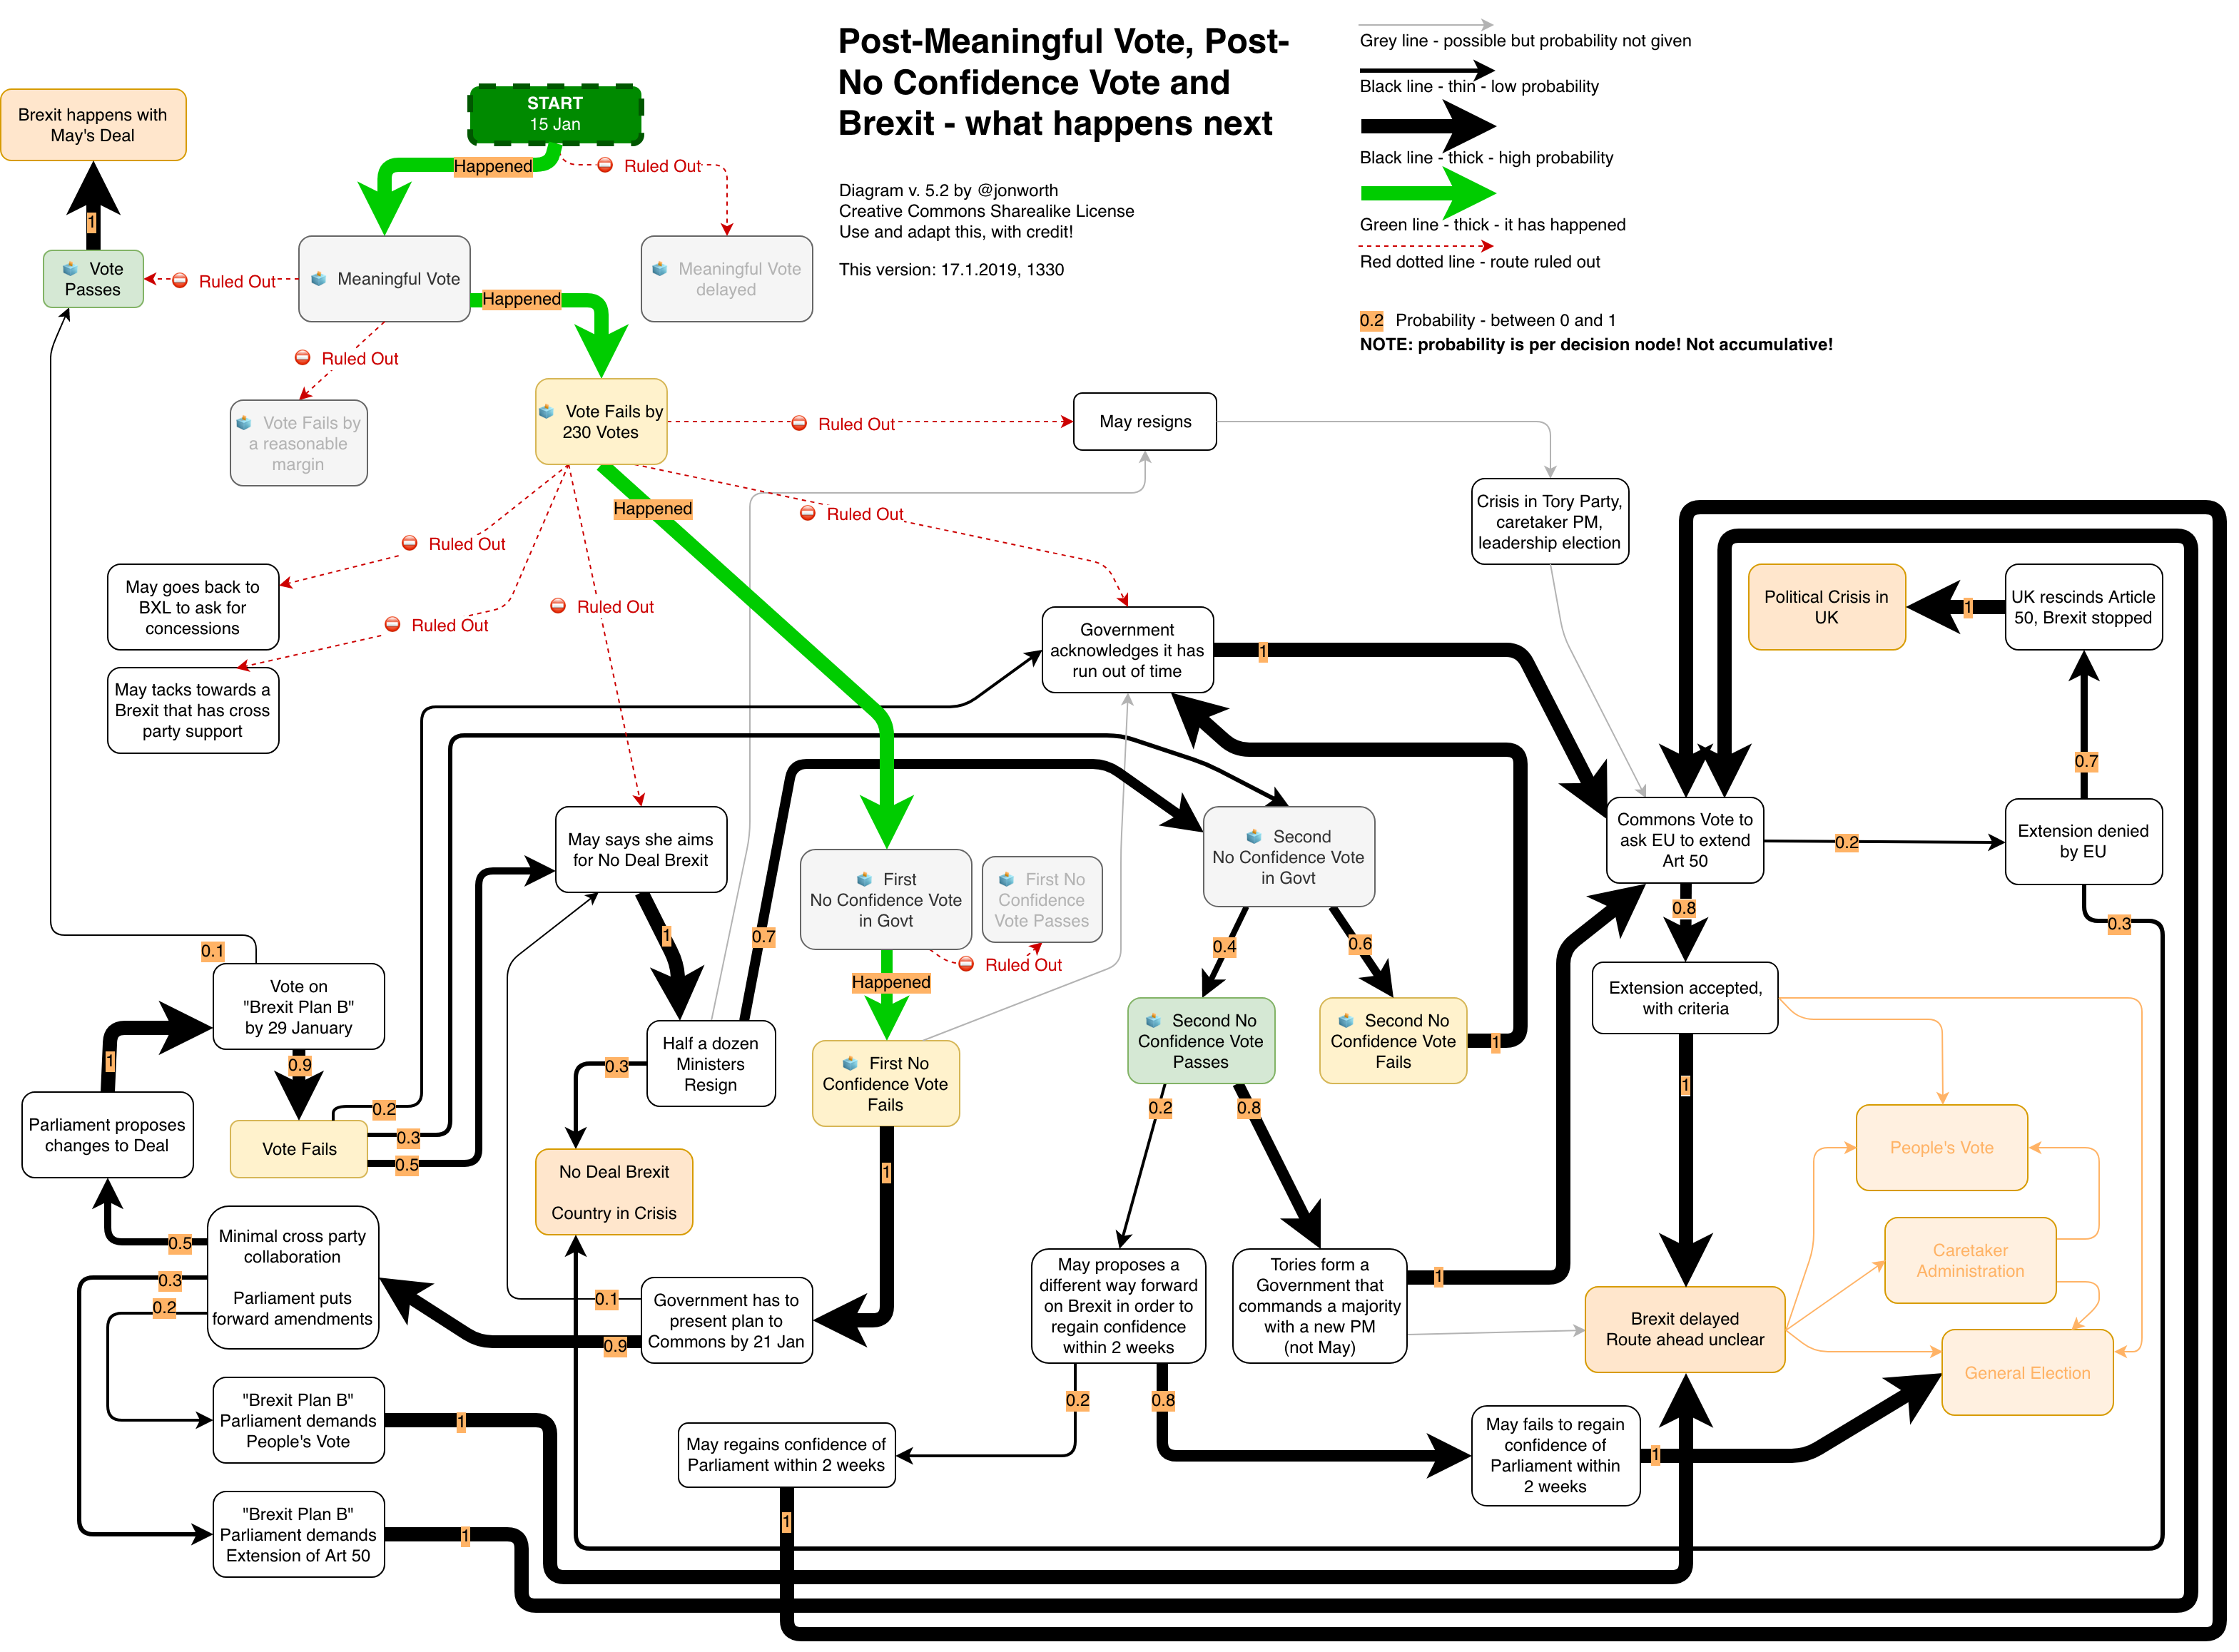 Post-Meaningful Vote, Post-
No Confidence Vote and
Brexit - what happens next
Diagram v. 5.2 by @jonworth
Creative Commons Sharealike License
Use and adapt this, with credit!
This version: 17.1.2019, 1330
Grey line - possible but probability not given
Black line - thin - low probability
Black line - thick - high probability
Green line - thick - it has happened
Red dotted line - route ruled out
0.2 Probability - between 0 and 1
NOTE: probability is per decision node! Not accumulative!
START
15 Jan
Happened
Ruled Out
Brexit happens with
May's Deal
1
Vote
Passes
Ruled Out
Meaningful Vote
Happened
Meaningful Vote
delayed
Ruled Out
Vote Fails by
a reasonable
margin
Vote Fails by
230 Votes
Ruled Out
May resigns
Happened
Ruled Out
Ruled Out
Ruled Out
Ruled Out
Crisis in Tory Party,
caretaker PM,
leadership election
May goes back to
BXL to ask for
concessions
May tacks towards a
Brexit that has cross
party support
Government
acknowledges it has
run out of time
1
Political Crisis in
UK
1
UK rescinds Article
50, Brexit stopped
0.7
May says she aims
for No Deal Brexit
1
0.7
First
No Confidence Vote
in Govt
First No
Confidence
Vote Passes
Ruled Out
Happened
Second
No Confidence Vote
in Govt
0.4
0.6
Commons Vote to
ask EU to extend
Art 50
0.2
0.8
Extension denied
by EU
0.3
0.1
Vote on
"Brexit Plan B"
by 29 January
0.9
1
Parliament proposes
changes to Deal
Vote Fails
0.2
0.3
0.5
Half a dozen
Ministers
Resign
0.3
First No
Confidence Vote
Fails
1
Second No
Confidence Vote
Passes
0.2
0.8
Second No
Confidence Vote
Fails
1
Extension accepted,
with criteria
1
No Deal Brexit
Country in Crisis
People's Vote
Caretaker
Administration
General Election
Minimal cross party
collaboration
Parliament puts
forward amendments
0.5
0.3
0.2
Government has to
present plan to
Commons by 21 Jan
0.1
0.9
May proposes a
different way forward
on Brexit in order to
regain confidence
within 2 weeks
0.2
0.8
Tories form a
Government that
commands a majority
with a new PM
(not May)
1
Brexit delayed
Route ahead unclear
"Brexit Plan B"
Parliament demands
People's Vote
1
May regains confidence of
Parliament within 2 weeks
1
May fails to regain
confidence of
Parliament within
2 weeks
1
"Brexit Plan B"
Parliament demands
Extension of Art 50
1